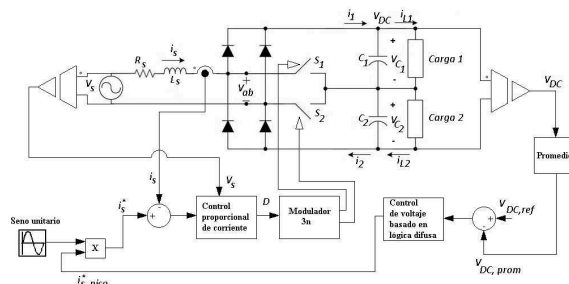 i1
VDC
iL1
Rs
is
Ls
Vs
Vab
S1
S2
C1
+
VC1
-
Carga 1
C2
+
VC2
-
Carga 2
i2
iL2
VDC
Promedio
is
Vs
Seno unitario
X
is*
+
-
Control
proporcional
de corriente
D
Modulador
3n
Control
de voltaje
basado en
lógica difusa
-
+
VDC,ref
VDC, prom
i*s, pico